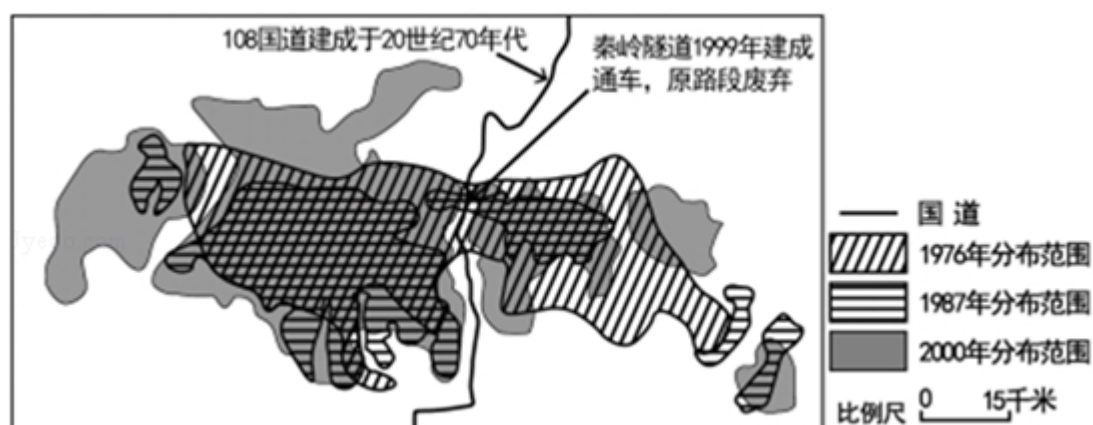 108国道建成于20世纪70年代
秦岭隧道1999年建成
通车，原路段废弃
国道
1976年分布范围
1987年分布范围
2000年分布范围
比例尺 0 15千米